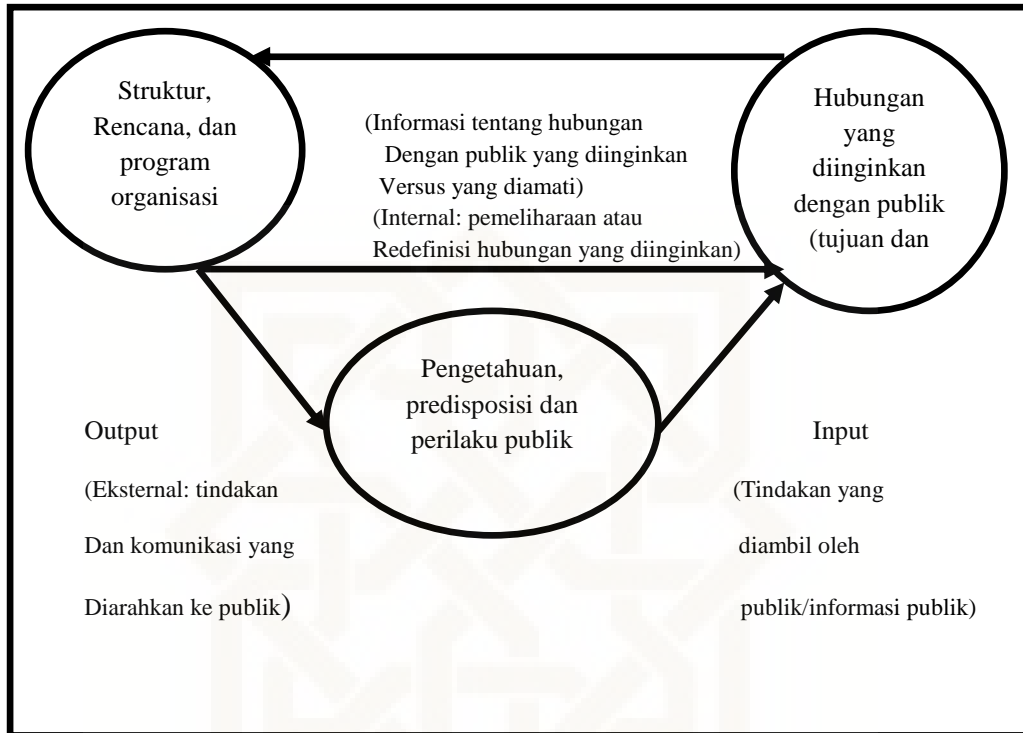 Struktur,
Rencana, dan
program
organisasi
(Informasi tentang hubungan
Dengan publik yang diinginkan
Versus yang diamati)
(Internal: pemeliharaan atau
Redefinisi hubungan yang diinginkan)
Hubungan
yang
diinginkan
dengan publik
(tujuan dan
Pengetahuan,
predisposisi dan
perilaku publik
Output
(Eksternal: tindakan
Dan komunikasi yang
Diarahkan ke publik)
Input
(Tindakan yang
diambil oleh
publik/informasi publik)